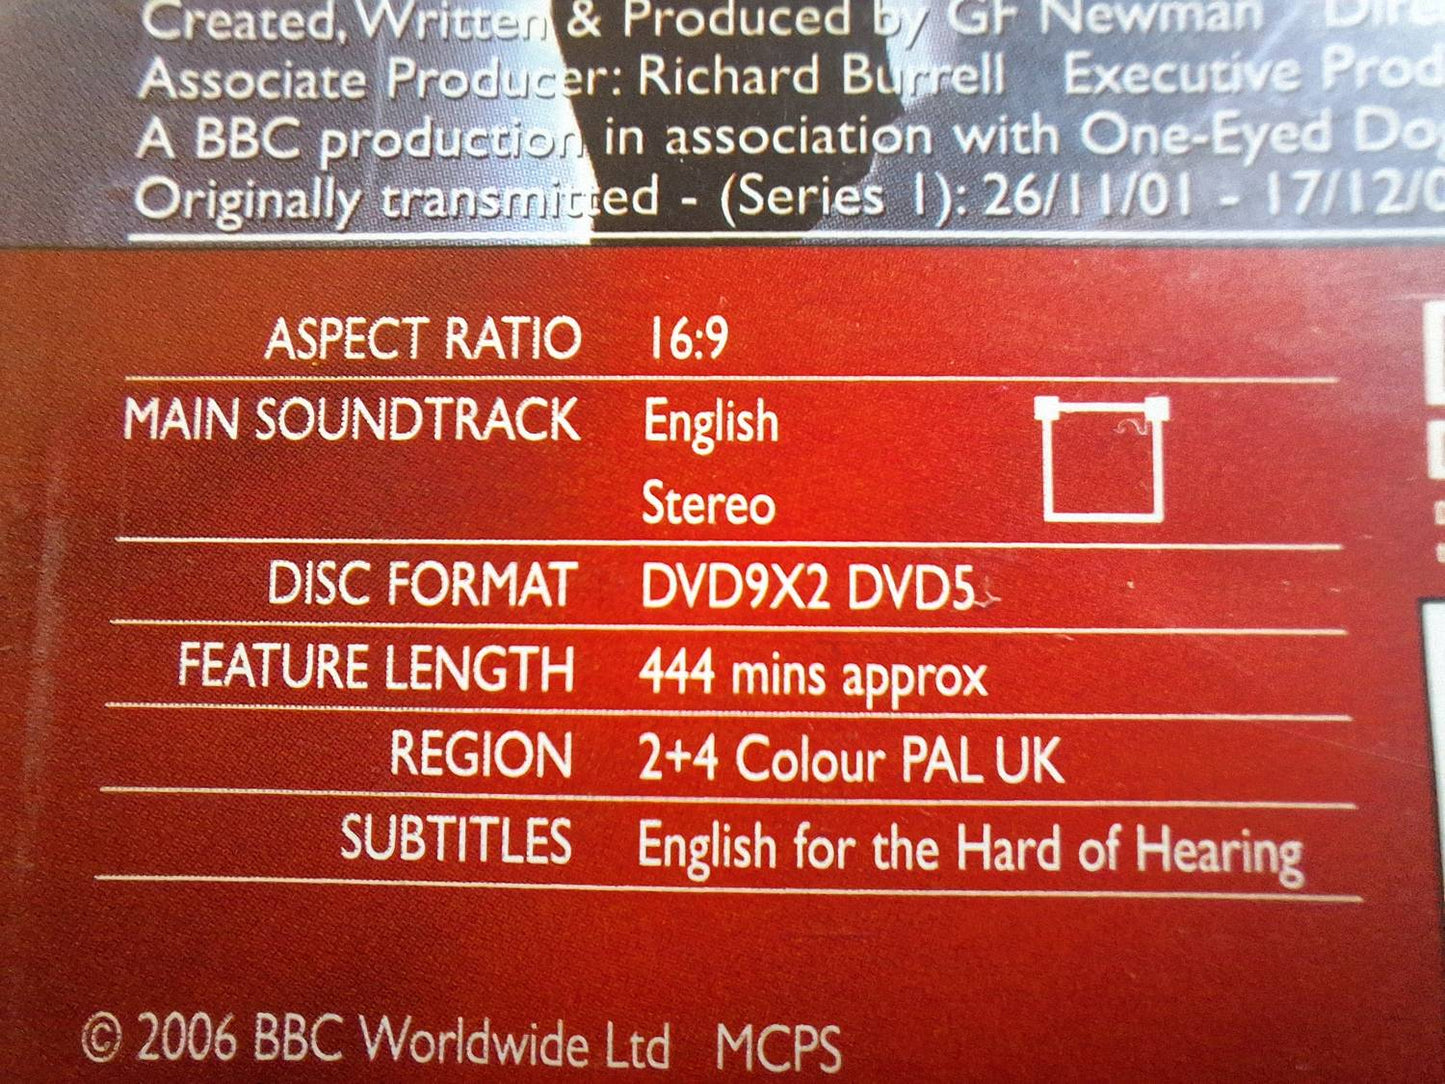 Created, Written & Produced by GF Newman
Associate Producer: Richard Burrell Executive
A BBC production in association with One-Eyed
Originally transmitted - (Series 1): 26/11/01 -
ASPECT RATIO 16:9
MAIN SOUNDTRACK English
Stereo
DISC FORMAT DVD9X2 DVD5
FEATURE LENGTH 444 mins approx
REGION 2+4 Colour PAL UK
SUBTITLES English for the Hard of Hearing
© 2006 BBC Worldwide Ltd MCPS